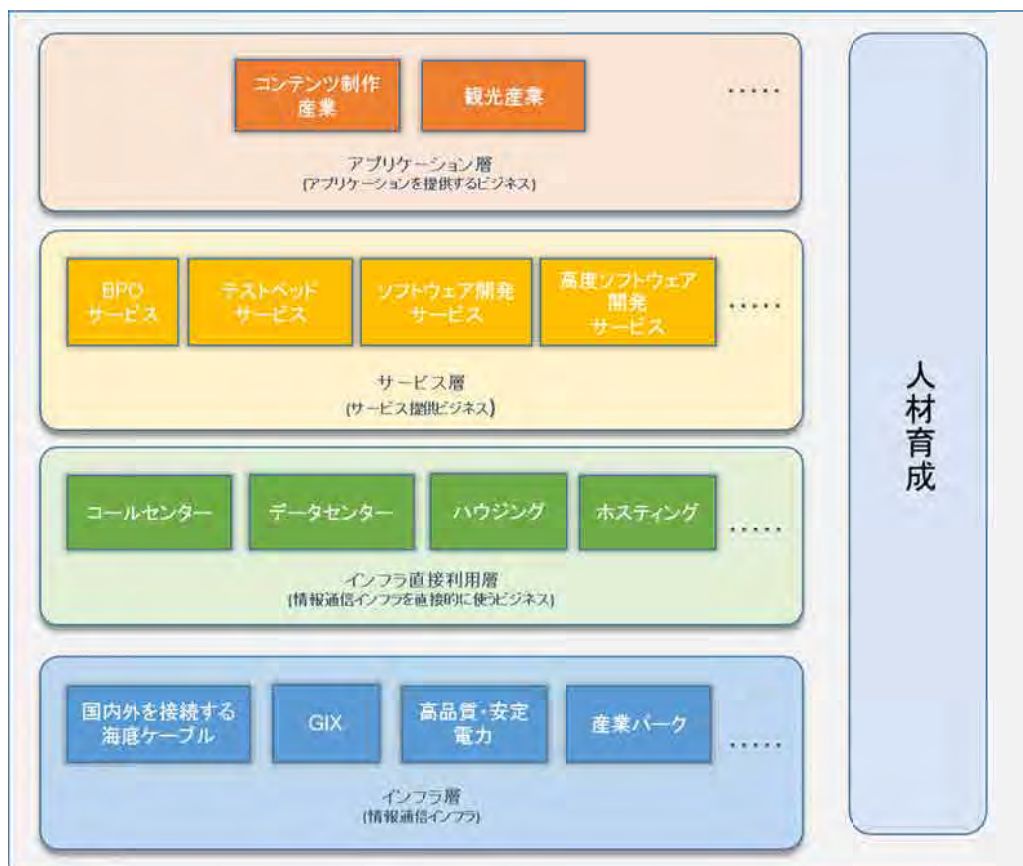 コンテンツ制作
産業
観光産業
.....
アプリケーション層
(アプリケーションを提供するビジネス)
BPO
サービス
テストベッド
サービス
ソフトウェア開発
サービス
高度ソフトウェア
開発
サービス
.....
サービス層
(サービス提供ビジネス)
コールセンター
データセンター
ハウジング
ホスティング
.....
インフラ直接利用層
(情報通信インフラを直接的に使うビジネス)
国内外を接続する
海底ケーブル
GIX
高品質・安定
電力
産業パーク
.....
インフラ層
(情報通信インフラ)
人材育成